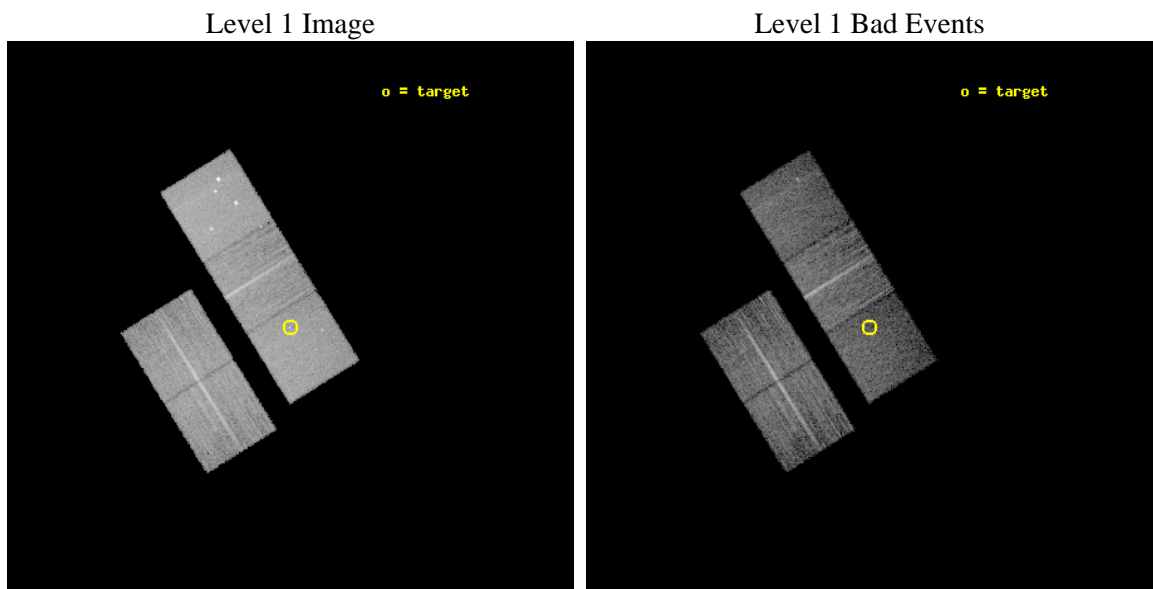 Level 1 Image
Level 1 Bad Events
o = target
o = target